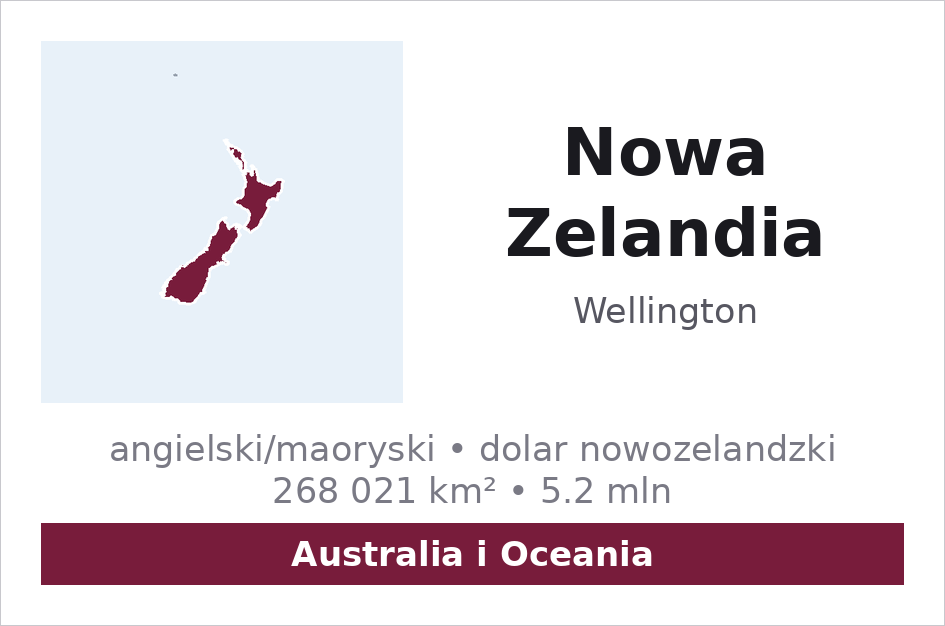 Nowa
Zelandia
Wellington
angielski/maoryski • dolar nowozelandzki
268 021 km² • 5.2 mln
Australia i Oceania